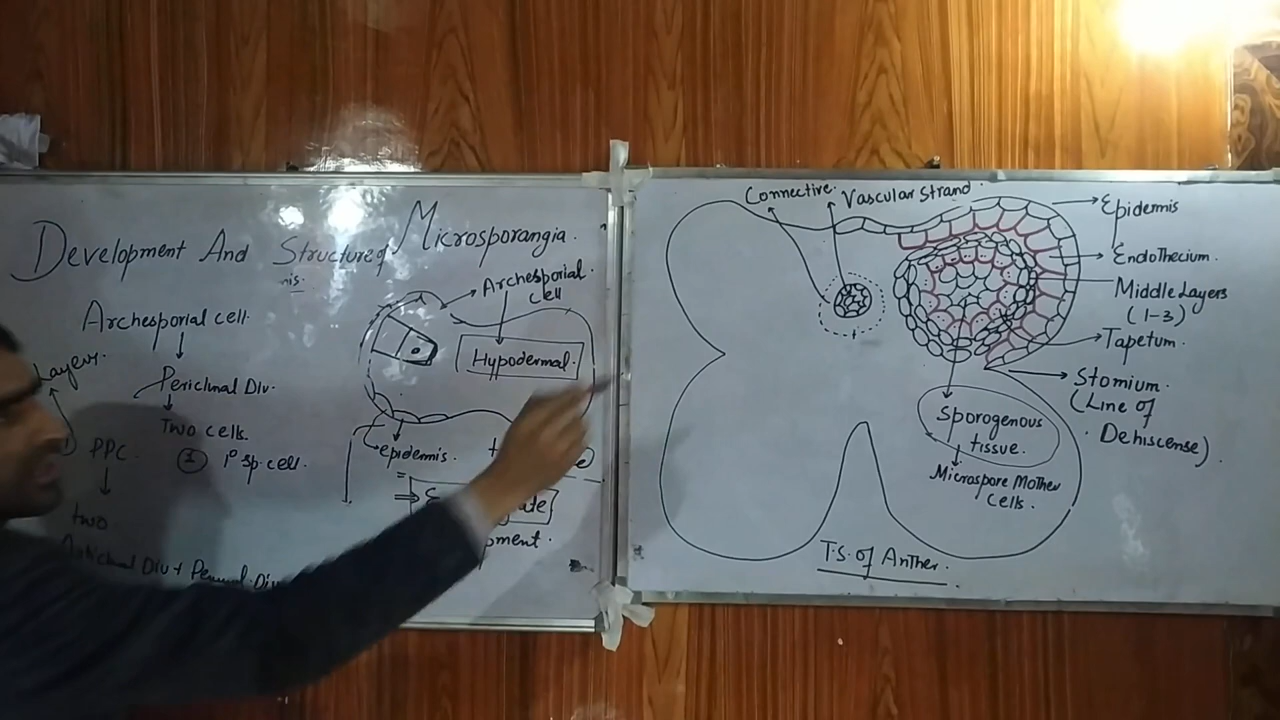 Development And Structure of Microsporangia.
Archesporial cell
Periclinal Div.
Two cells.
1° sp. cell.
Layers.
PPC.
two
Archesporial
cell
Hypodermal.
epidermis.
Connective. Vascular Strand.
Epidermis
Endothecium.
Middle Layers
(1-3)
Tapetum.
Stomium.
(Line of
Dehiscense)
Sporogenous
tissue.
Microspore Mother
Cells.
T.S. of Anther.